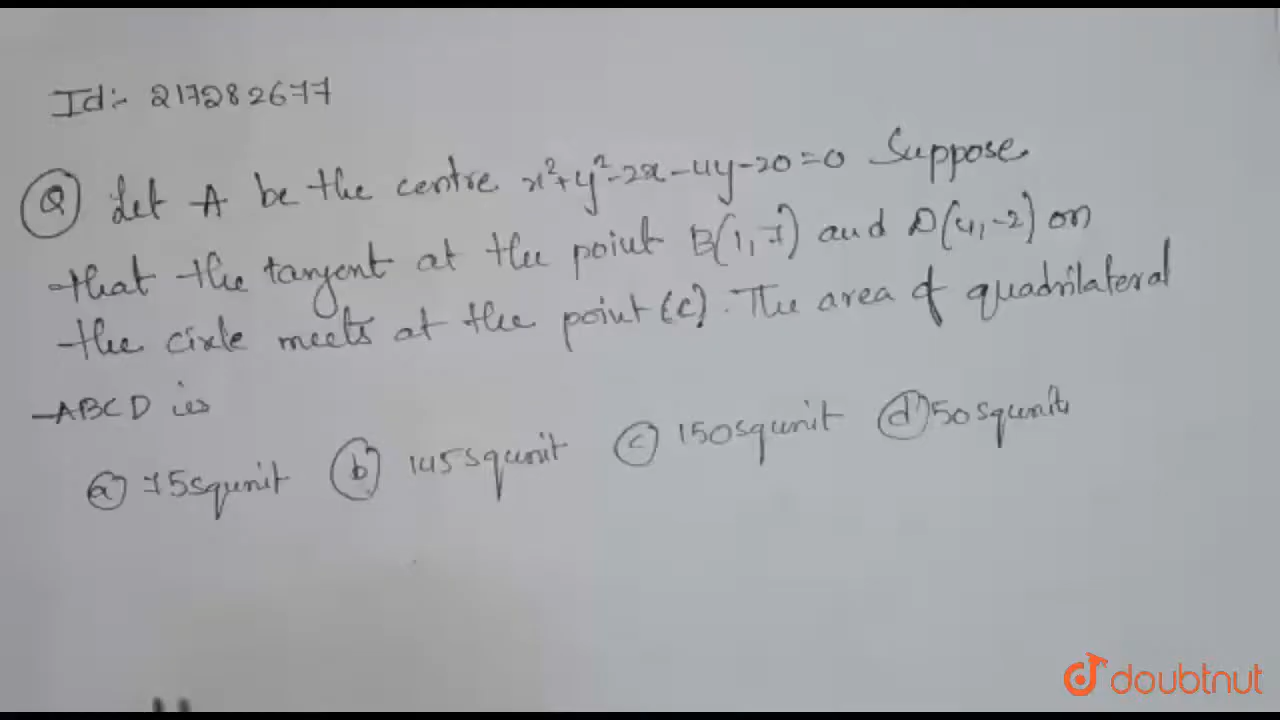 Id:- 217282677
Q Let A be the centre x²+y²-2x-4y-20=0 Suppose
that the tangent at the point B(1,7) and D(4,-2) on
the cirle meets at the point (C). The area of quadrilateral
ABCD is
a 75squnit b 145squnit c 150squnit d 50squnit
doubtnut